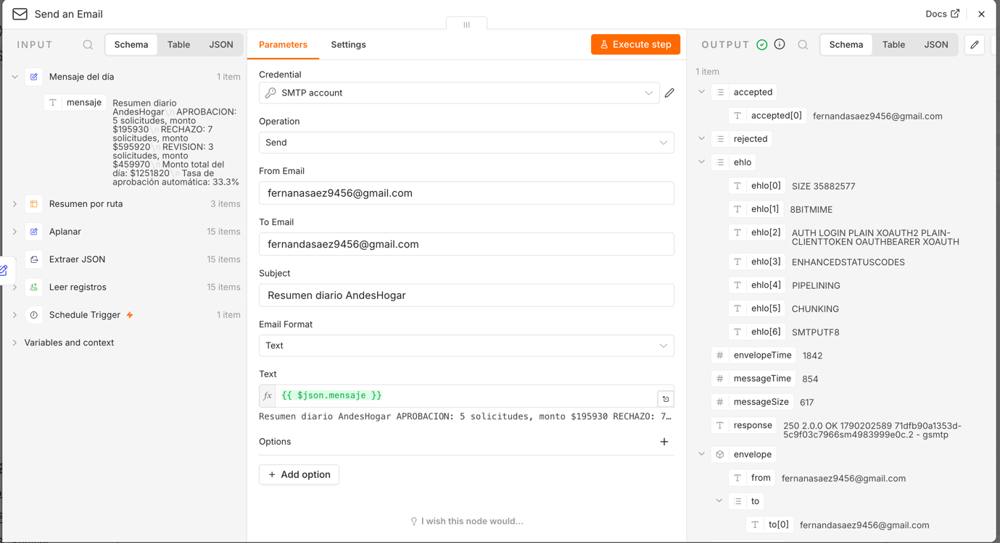 Send an Email
Docs
INPUT
Schema
Table
JSON
Mensaje del día
1 item
T
mensaje
Resumen diario
AndesHogar\n APROBACION:
5 solicitudes, monto
$195930\n RECHAZO: 7
solicitudes, monto
$595920\n REVISION: 3
solicitudes, monto
$459970\n Monto total del
día: $1251820\n Tasa de
aprobación automática: 33.3%
Resumen por ruta
3 items
Aplanar
15 items
Extraer JSON
15 items
Leer registros
15 items
Schedule Trigger
1 item
Variables and context
Parameters
Settings
Execute step
Credential
SMTP account
Operation
Send
From Email
fernanasaez9456@gmail.com
To Email
fernandasaez9456@gmail.com
Subject
Resumen diario AndesHogar
Email Format
Text
Text
fx
{{ $json.mensaje }}
Resumen diario AndesHogar APROBACION: 5 solicitudes, monto $195930 RECHAZO: 7…
Options
+
+ Add option
I wish this node would...
OUTPUT
Schema
Table
JSON
1 item
accepted
T
accepted[0]
fernandasaez9456@gmail.com
rejected
ehlo
T
ehlo[0]
SIZE 35882577
T
ehlo[1]
8BITMIME
T
ehlo[2]
AUTH LOGIN PLAIN XOAUTH2 PLAIN-
CLIENTTOKEN OAUTHBEARER XOAUTH
T
ehlo[3]
ENHANCEDSTATUSCODES
T
ehlo[4]
PIPELINING
T
ehlo[5]
CHUNKING
T
ehlo[6]
SMTPUTF8
#
envelopeTime
1842
#
messageTime
854
#
messageSize
617
T
response
250 2.0.0 OK 1790202589 71dfb90a1353d-
5c9f03c7966sm4983999e0c.2 - gsmtp
envelope
T
from
fernanasaez9456@gmail.com
to
T
to[0]
fernandasaez9456@gmail.com